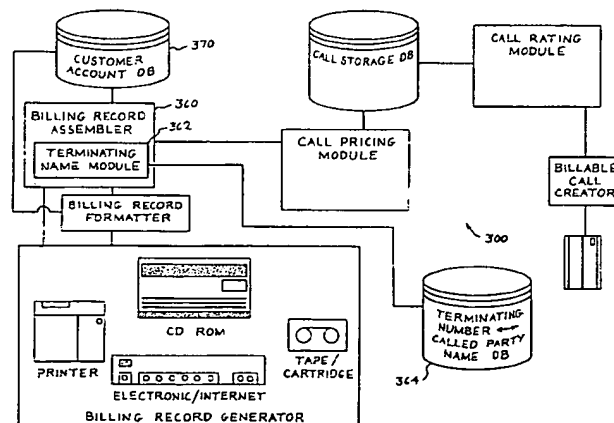 CUSTOMER
ACCOUNT DB
370
CALL STORAGE DB
CALL RATING
MODULE
360
BILLING RECORD
ASSEMBLER
362
TERMINATING
NAME MODULE
CALL PRICING
MODULE
BILLABLE
CALL
CREATOR
BILLING RECORD
FORMATTER
300
CD ROM
PRINTER
TAPE/
CARTRIDGE
ELECTRONIC/INTERNET
BILLING RECORD GENERATOR
TERMINATING
NUMBER ↔
CALLED PARTY
NAME DB
364